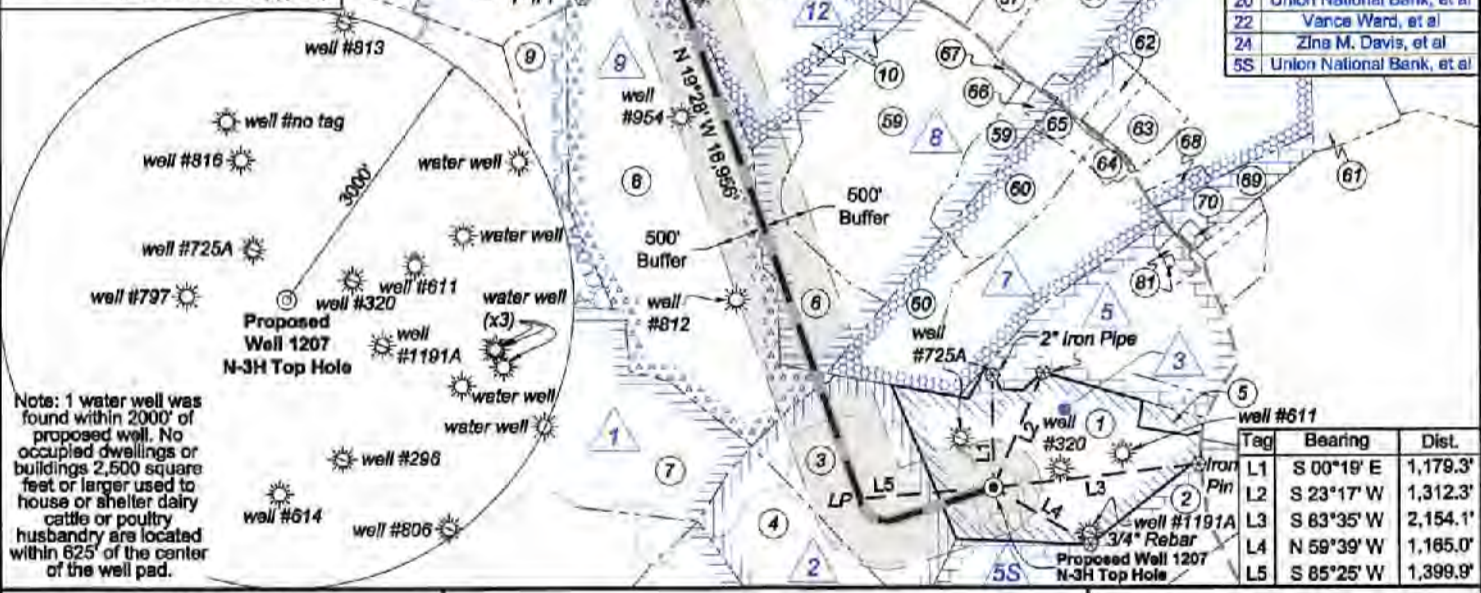 well #813
well #no tag
well #816
water well
3000'
water well
well #725A
well #611
well #797
well #320
water well
(x3)
Proposed
Well 1207
N-3H Top Hole
well
#1191A
water well
water well
well #296
well #614
well #806
Note: 1 water well was
found within 2000' of
proposed well. No
occupied dwellings or
buildings 2,500 square
feet or larger used to
house or shelter dairy
cattle or poultry
husbandry are located
within 625' of the center
of the well pad.
9
9
well
#954
N 19°28' W 16,956'
12
10
8
59
8
67
66
59
65
62
63
64
68
69
61
70
60
81
500'
Buffer
500'
Buffer
well
#812
6
60
7
5
3
well
#725A
2" Iron Pipe
1
7
3
4
2
LP
L5
L1
L2
well
#320
1
5
well #611
L3
Iron
Pin
2
L4
well #1191A
3/4" Rebar
Proposed Well 1207
N-3H Top Hole
5S
20 Union National Bank, et al
22 Vance Ward, et al
24 Zina M. Davis, et al
5S Union National Bank, et al
Tag Bearing Dist.
L1 S 00°19' E 1,179.3'
L2 S 23°17' W 1,312.3'
L3 S 83°35' W 2,154.1'
L4 N 59°39' W 1,165.0'
L5 S 85°25' W 1,399.9'